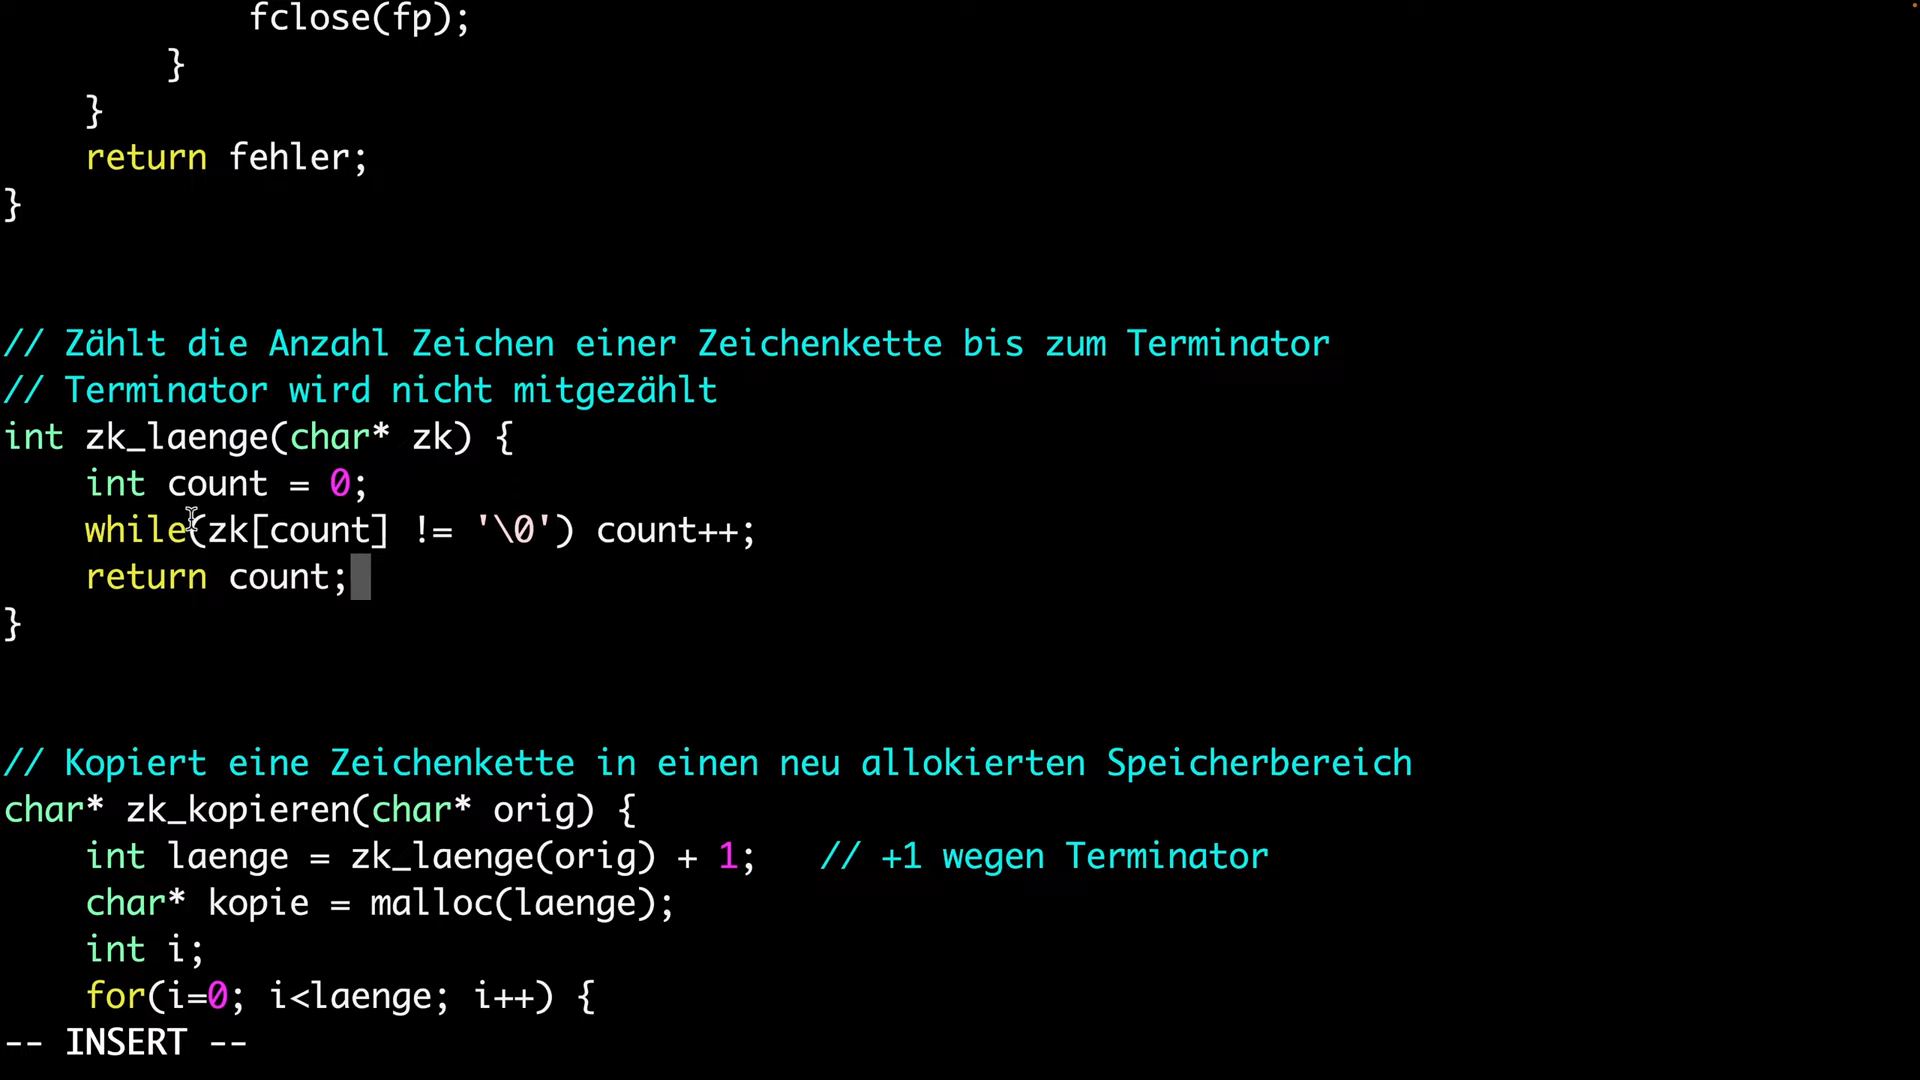 fclose(fp);
}
}
return fehler;
}
// Zählt die Anzahl Zeichen einer Zeichenkette bis zum Terminator
// Terminator wird nicht mitgezählt
int zk_laenge(char* zk) {
int count = 0;
while(zk[count] != '\0') count++;
return count;
}
// Kopiert eine Zeichenkette in einen neu allokierten Speicherbereich
char* zk_kopieren(char* orig) {
int laenge = zk_laenge(orig) + 1;   // +1 wegen Terminator
char* kopie = malloc(laenge);
int i;
for(i=0; i<laenge; i++) {
-- INSERT --